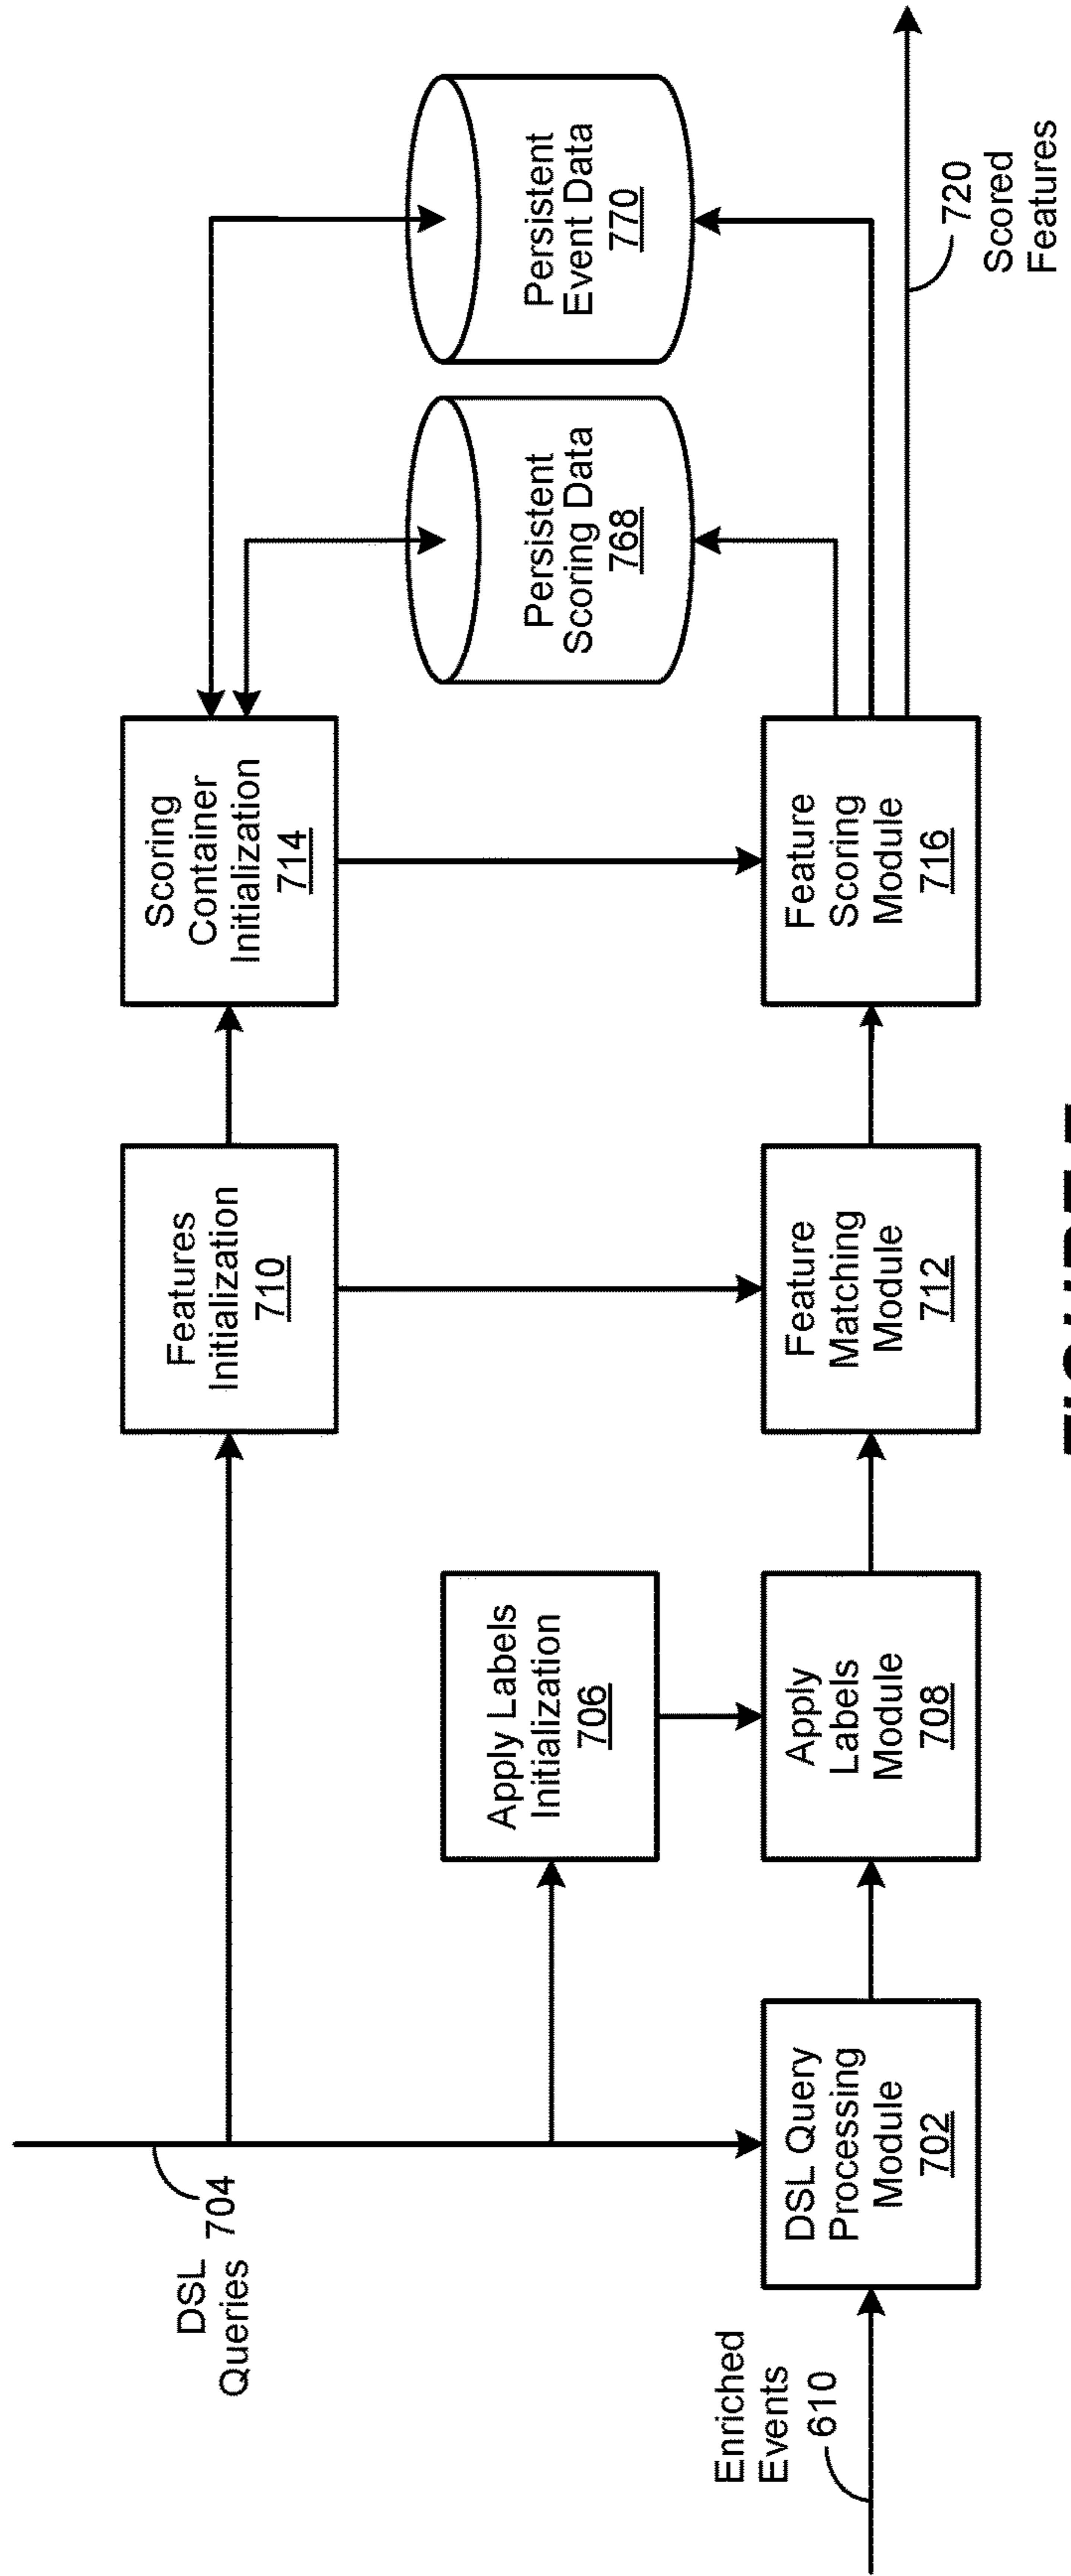 DSL
Queries 704
Features
Initialization
710
Scoring
Container
Initialization
714
Apply Labels
Initialization
706
Persistent
Scoring Data
768
Persistent
Event Data
770
Enriched
Events
610
DSL Query
Processing
Module
702
Apply
Labels
Module
708
Feature
Matching
Module
712
Feature
Scoring
Module
716
720
Scored
Features